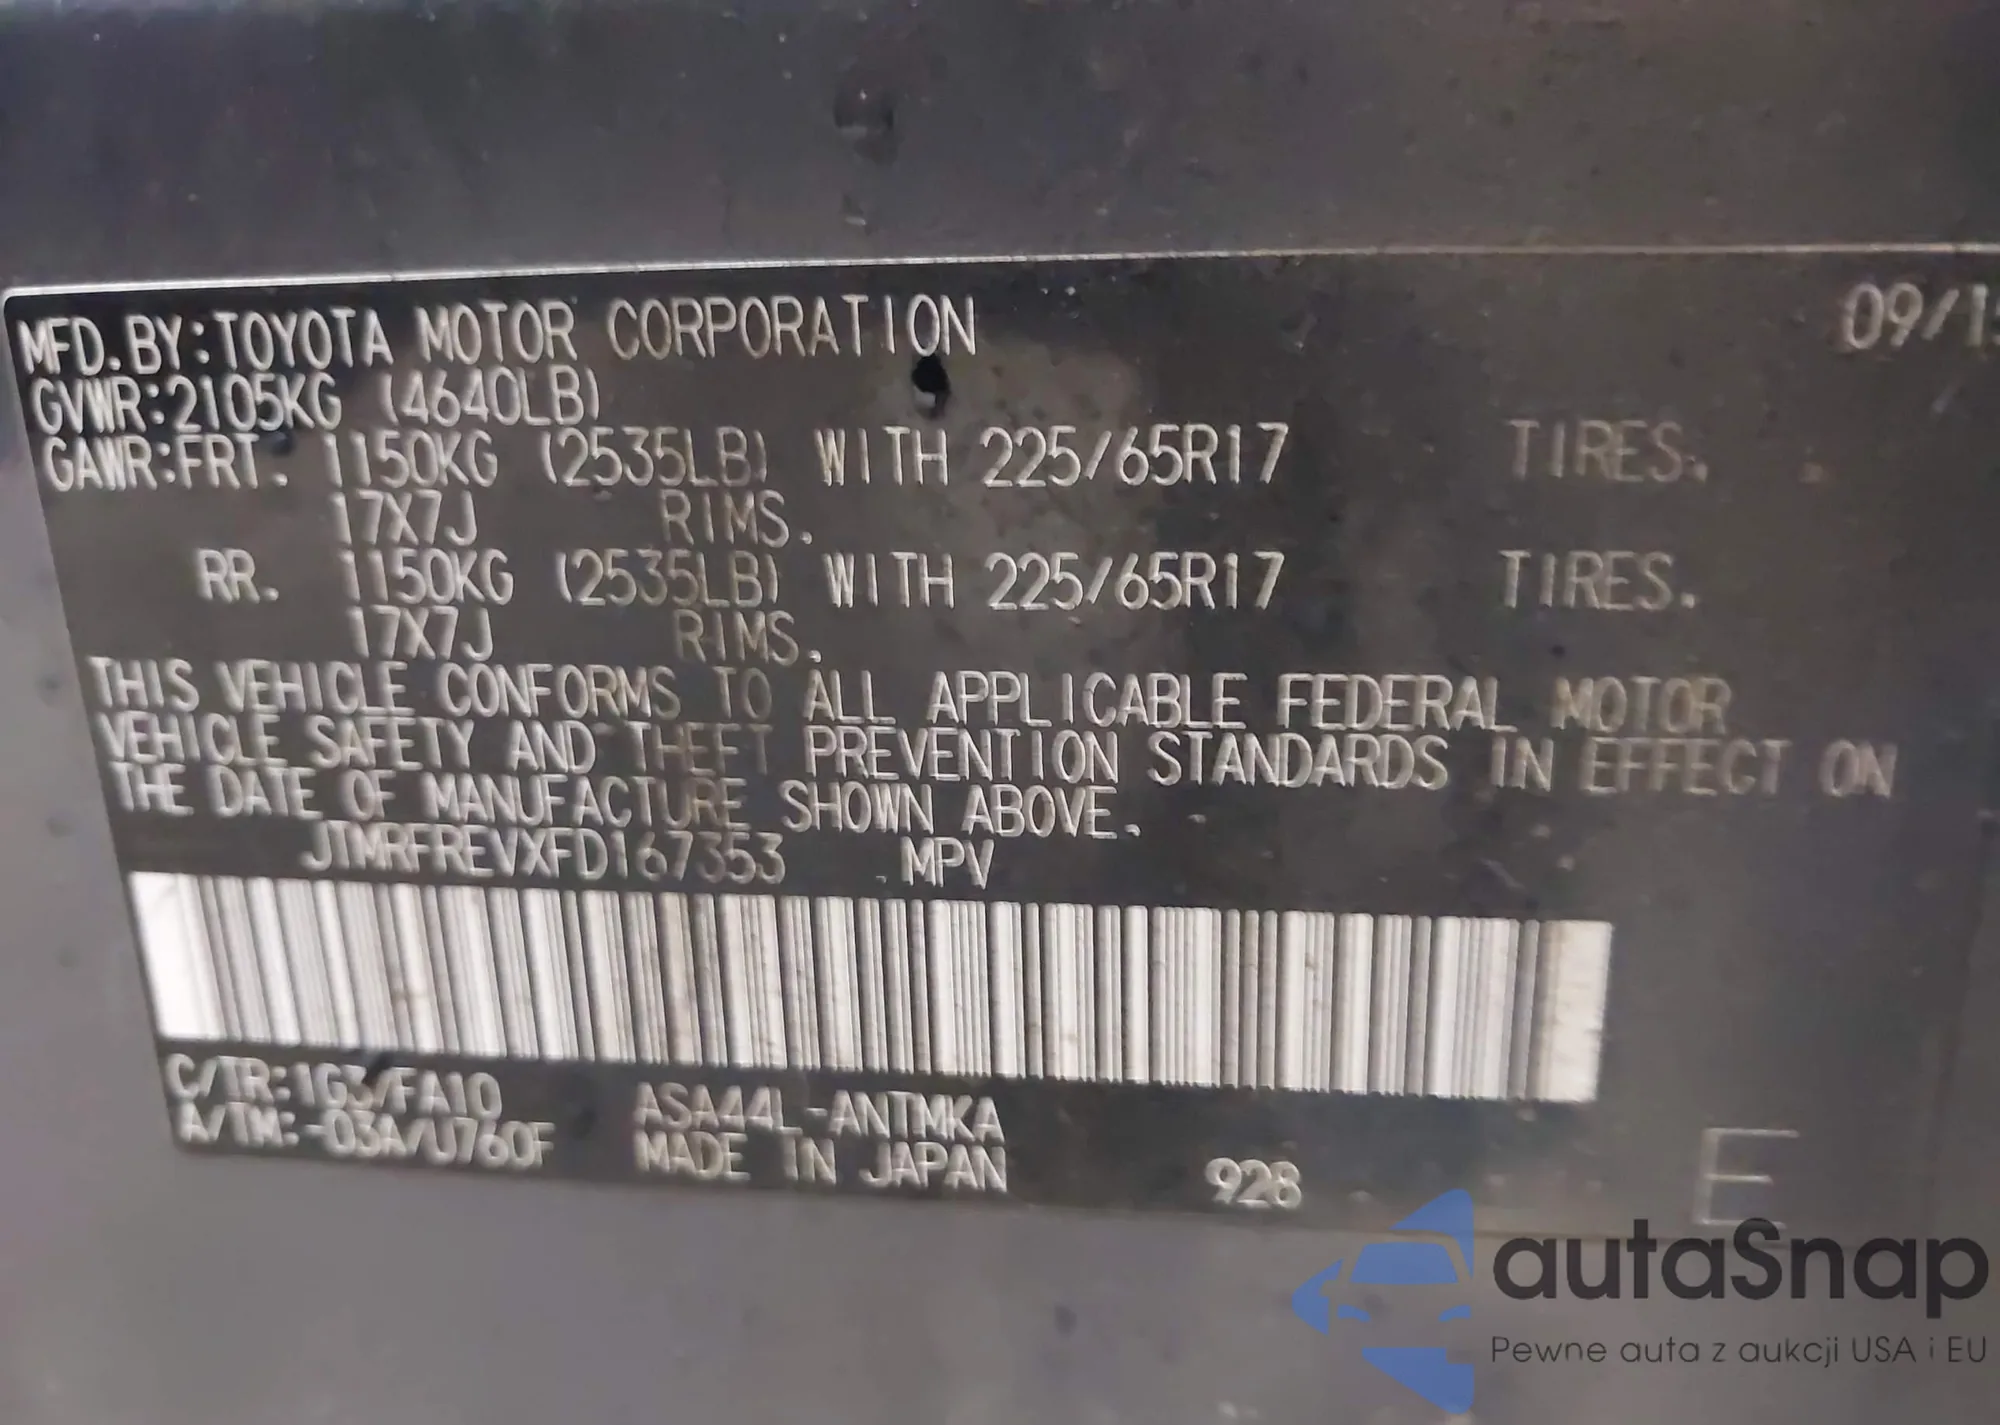 MFD.BY:TOYOTA MOTOR CORPORATION 09/15
GVWR:2105KG (4640LB)
GAWR:FRT. 1150KG (2535LB) WITH 225/65R17 TIRES.
17X7J RIMS.
RR. 1150KG (2535LB) WITH 225/65R17 TIRES.
17X7J RIMS.
THIS VEHICLE CONFORMS TO ALL APPLICABLE FEDERAL MOTOR
VEHICLE SAFETY AND THEFT PREVENTION STANDARDS IN EFFECT ON
THE DATE OF MANUFACTURE SHOWN ABOVE.
JTMRFREVXFD167353 MPV
C/TR:1G3/FA10 ASA44L-ANTMKA
A/TM:-03A/U760F MADE IN JAPAN 928 E
autaSnap
Pewne auta z aukcji USA i EU